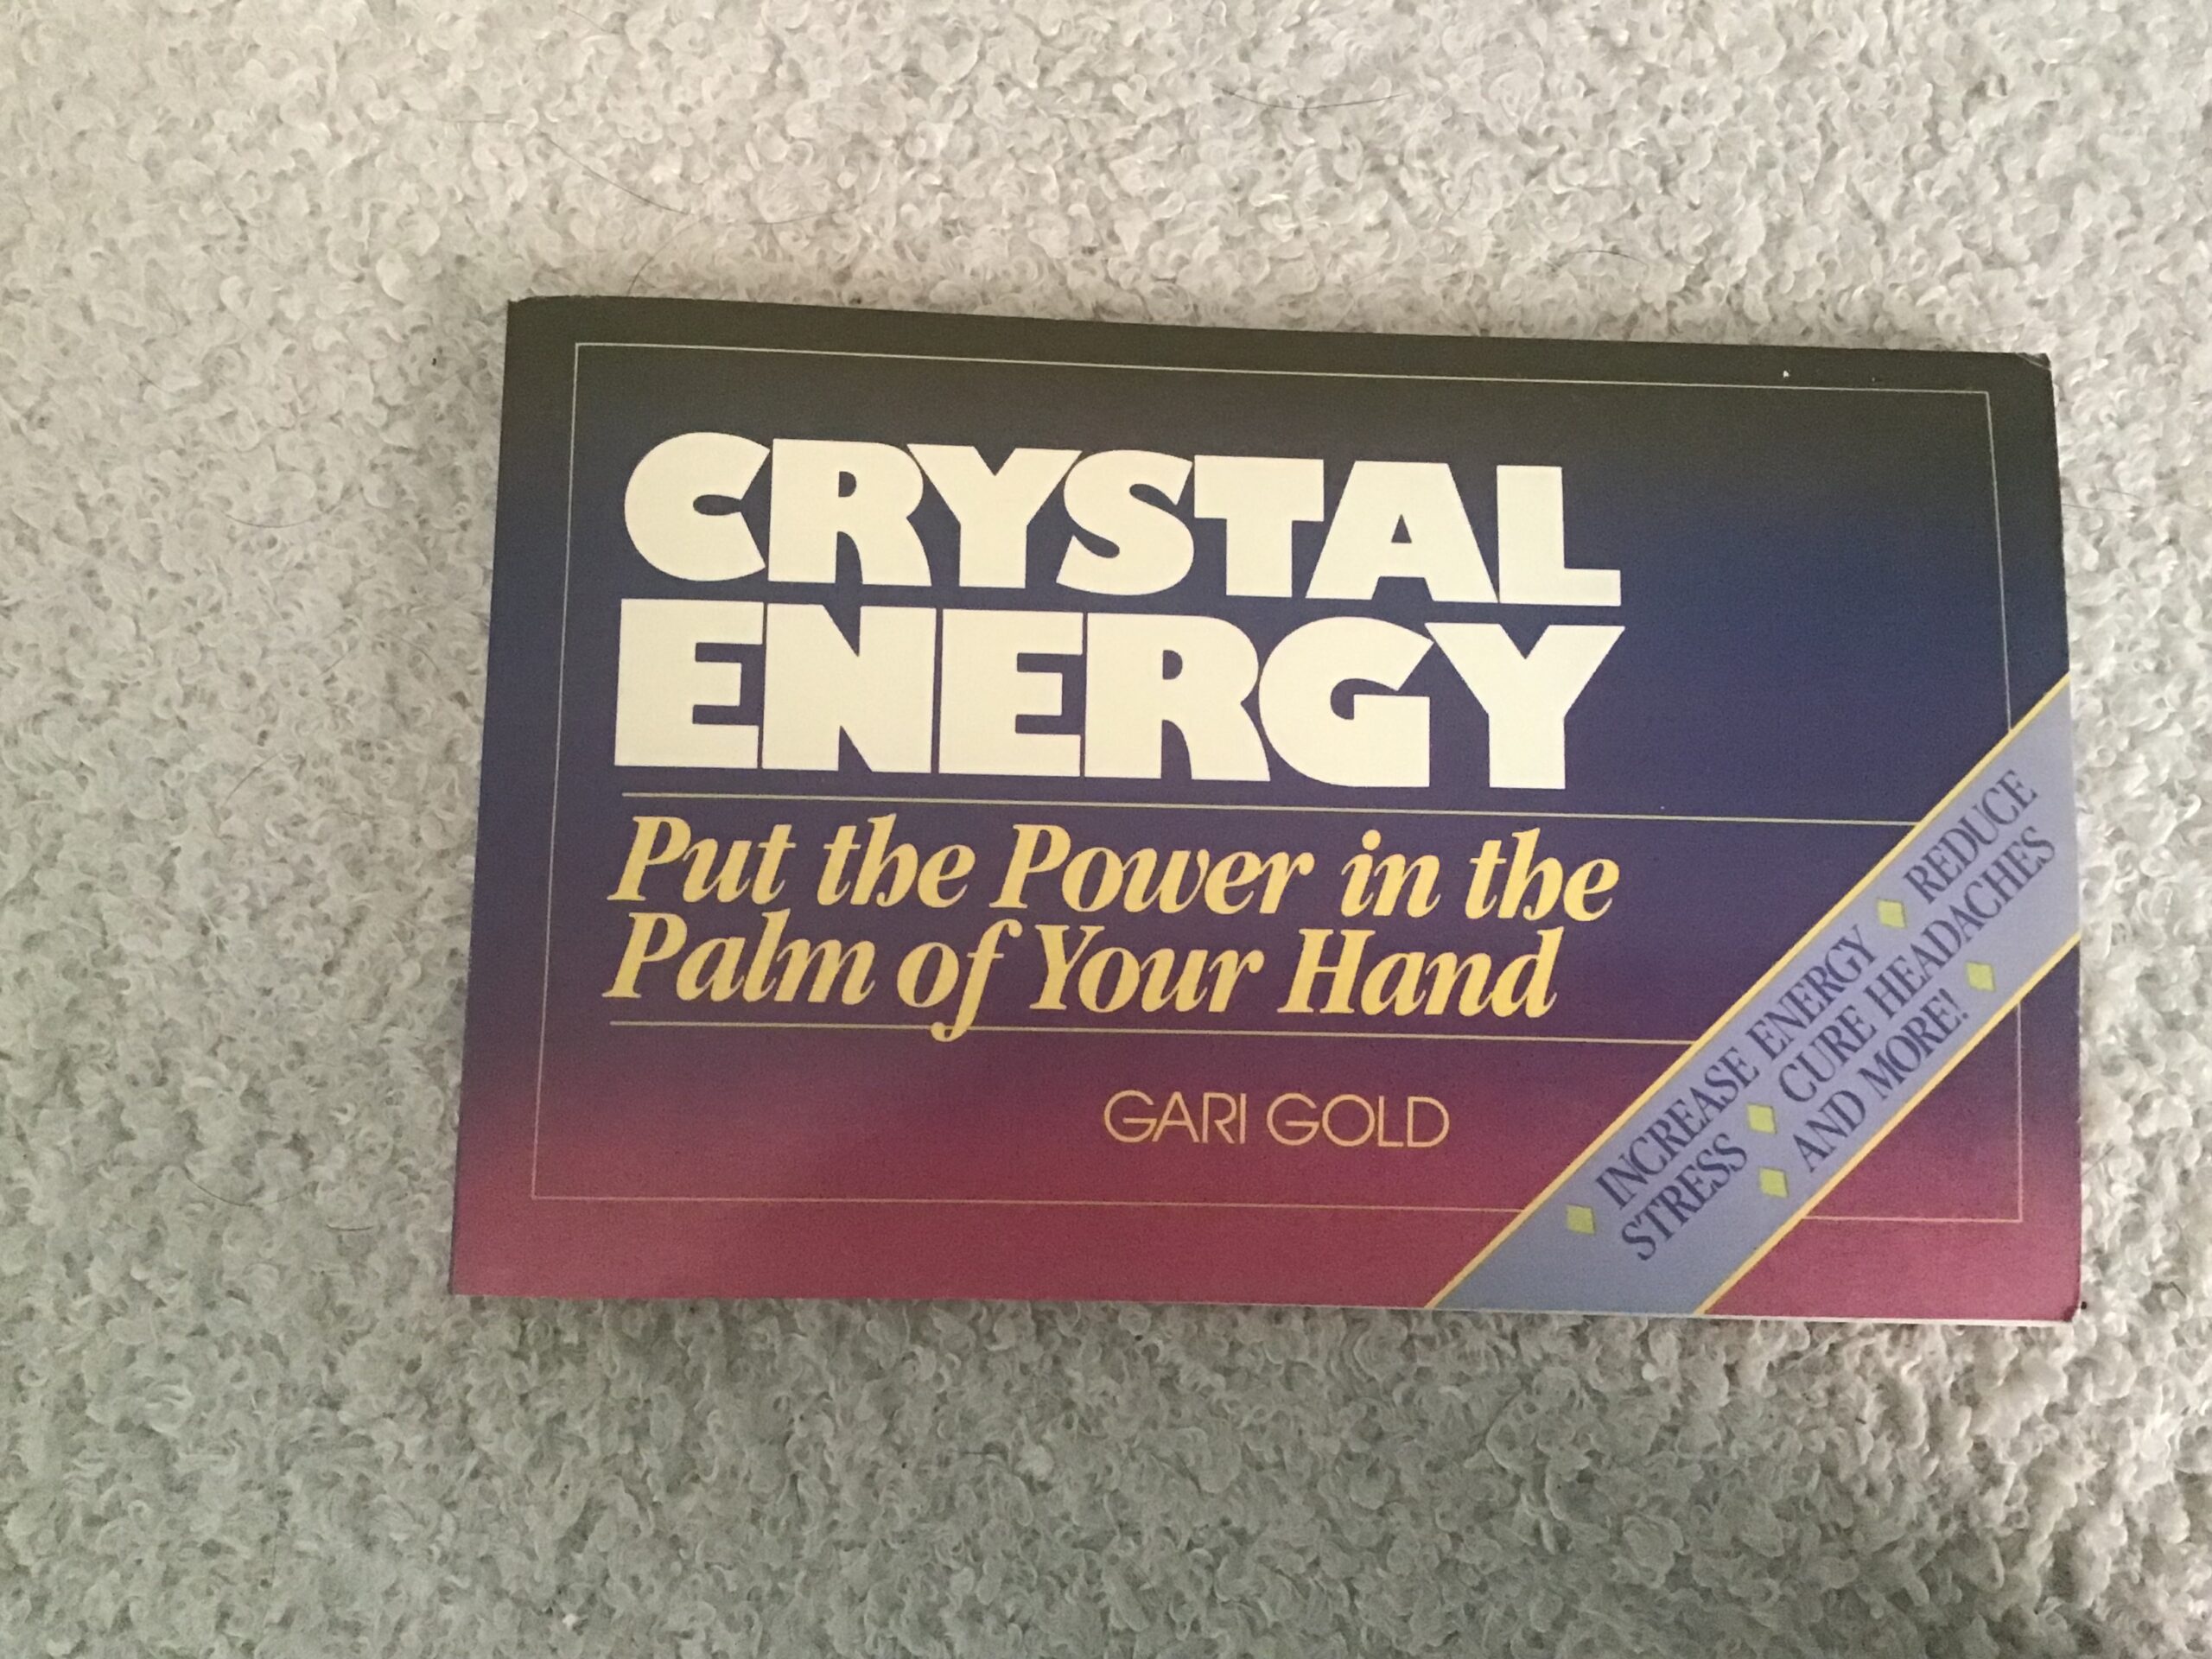 CRYSTAL
ENERGY
Put the Power in the
Palm of Your Hand
GARI GOLD
INCREASE ENERGY REDUCE
STRESS CURE HEADACHES
AND MORE!